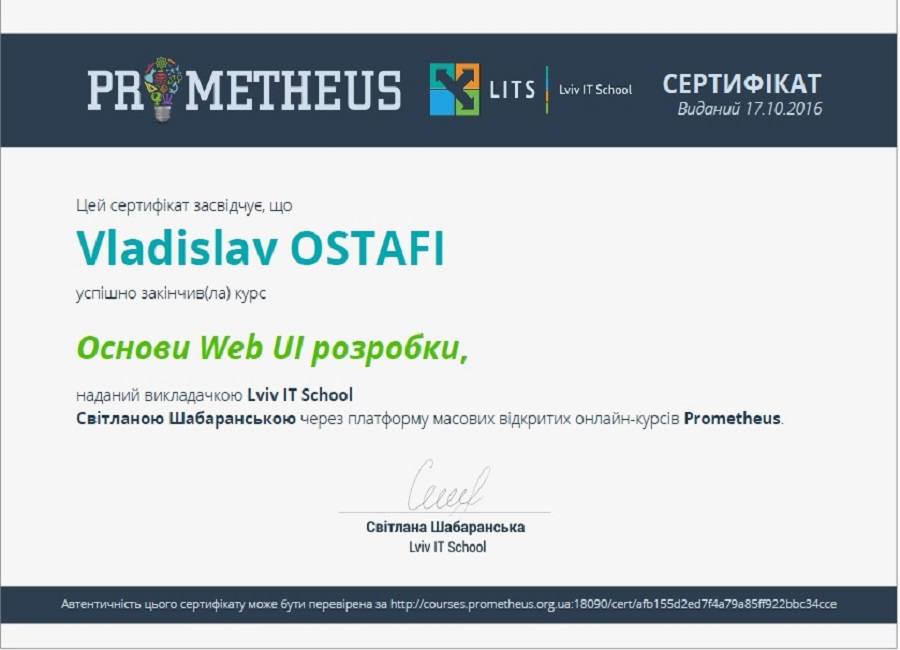 PROMETHEUS LITS Lviv IT School СЕРТИФІКАТ
Виданий 17.10.2016
Цей сертифікат засвідчує, що
Vladislav OSTAFI
успішно закінчив(ла) курс
Основи Web UI розробки,
наданий викладачкою Lviv IT School
Світланою Шабаранською через платформу масових відкритих онлайн-курсів Prometheus.
Світлана Шабаранська
Lviv IT School
Автентичність цього сертифікату може бути перевірена за http://courses.prometheus.org.ua:18090/cert/afb155d2ed7f4a79a85ff922bbc34cce